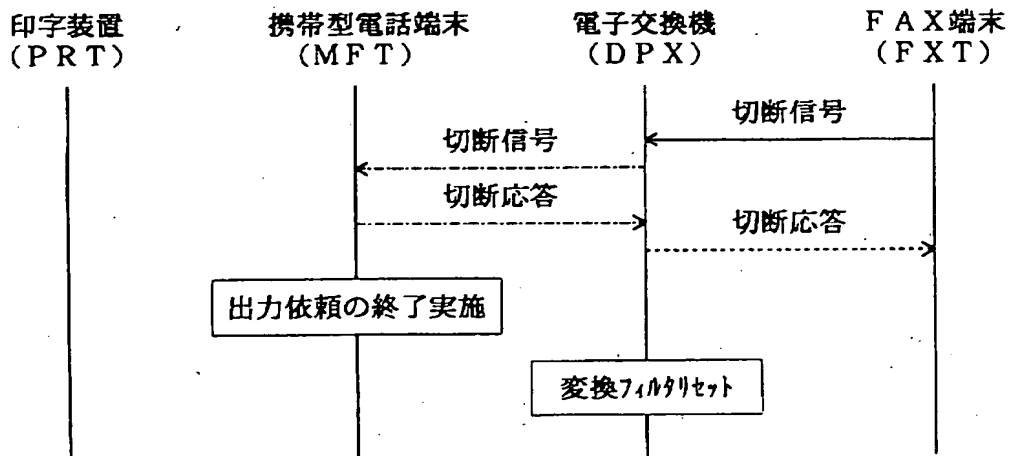 印字装置
(PRT)
携帯型電話端末
(MFT)
電子交換機
(DPX)
FAX端末
(FXT)
切断信号
切断信号
切断応答
切断応答
出力依頼の終了実施
変換フィルタリセット